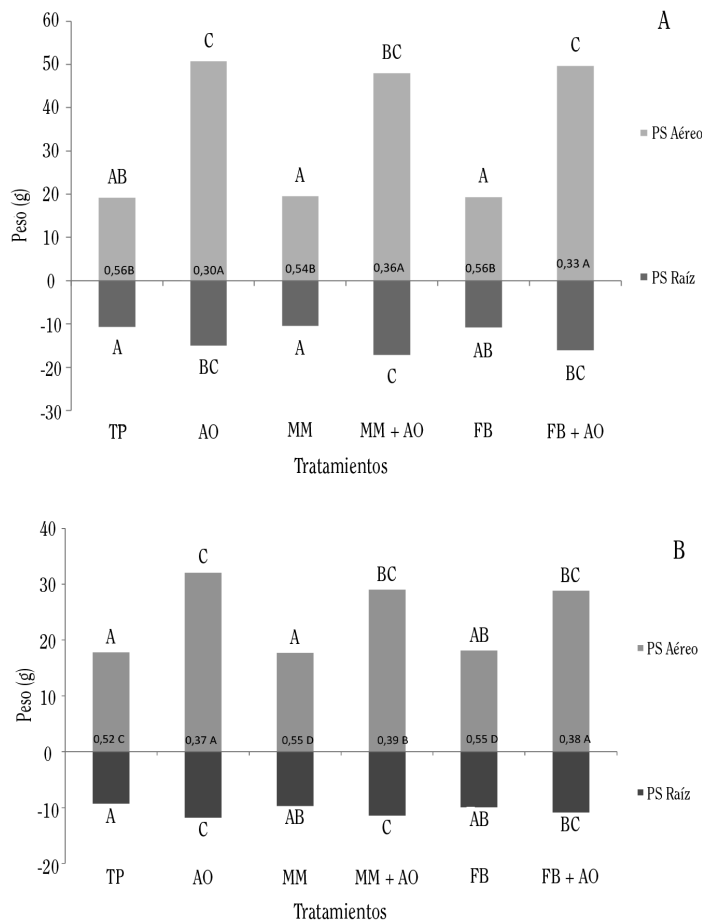 A
60
50
40
30
20
10
0
-10
-20
-30
Peso (g)
C
BC
C
AB
A
A
0,56B
0,30A
0,54B
0,36A
0,56B
0,33 A
A
BC
A
C
AB
BC
PS Aéreo
PS Raíz
TP
AO
MM
MM + AO
FB
FB + AO
Tratamientos
B
40
30
20
10
0
-10
-20
Peso (g)
A
C
A
BC
AB
BC
0,52 C
0,37 A
0,55 D
0,39 B
0,55 D
0,38 A
A
C
AB
C
AB
BC
PS Aéreo
PS Raíz
TP
AO
MM
MM + AO
FB
FB + AO
Tratamientos